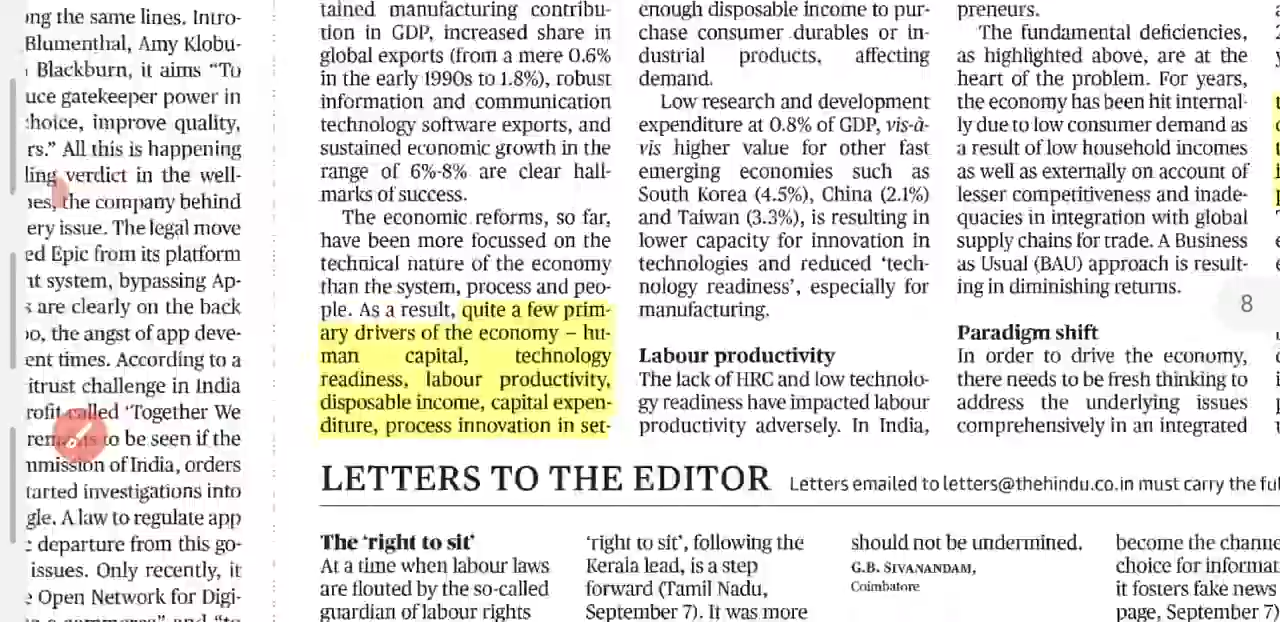 ong the same lines. Intro-
Blumenthal, Amy Klobu-
Blackburn, it aims “To
uce gatekeeper power in
choice, improve quality,
rs.” All this is happening
ling verdict in the well-
nes, the company behind
ery issue. The legal move
ed Epic from its platform
nt system, bypassing Ap-
s are clearly on the back
oo, the angst of app deve-
ent times. According to a
itrust challenge in India
rofit called ‘Together We
remains to be seen if the
mmission of India, orders
tarted investigations into
gle. A law to regulate app
departure from this go-
issues. Only recently, it
Open Network for Digi-
tained manufacturing contribu-
tion in GDP, increased share in
global exports (from a mere 0.6%
in the early 1990s to 1.8%), robust
information and communication
technology software exports, and
sustained economic growth in the
range of 6%-8% are clear hall-
marks of success.
The economic reforms, so far,
have been more focussed on the
technical nature of the economy
than the system, process and peo-
ple. As a result, quite a few prim-
ary drivers of the economy – hu-
man capital, technology
readiness, labour productivity,
disposable income, capital expen-
diture, process innovation in set-
enough disposable income to pur-
chase consumer durables or in-
dustrial products, affecting
demand.
Low research and development
expenditure at 0.8% of GDP, vis-à-
vis higher value for other fast
emerging economies such as
South Korea (4.5%), China (2.1%)
and Taiwan (3.3%), is resulting in
lower capacity for innovation in
technologies and reduced ‘tech-
nology readiness’, especially for
manufacturing.
Labour productivity
The lack of HRC and low technolo-
gy readiness have impacted labour
productivity adversely. In India,
preneurs.
The fundamental deficiencies,
as highlighted above, are at the
heart of the problem. For years,
the economy has been hit internal-
ly due to low consumer demand as
a result of low household incomes
as well as externally on account of
lesser competitiveness and inade-
quacies in integration with global
supply chains for trade. A Business
as Usual (BAU) approach is result-
ing in diminishing returns.
Paradigm shift
In order to drive the economy,
there needs to be fresh thinking to
address the underlying issues
comprehensively in an integrated
8
LETTERS TO THE EDITOR Letters emailed to letters@thehindu.co.in must carry the ful
The ‘right to sit’
At a time when labour laws
are flouted by the so-called
guardian of labour rights
‘right to sit’, following the
Kerala lead, is a step
forward (Tamil Nadu,
September 7). It was more
should not be undermined.
G.B. SIVANANDAM,
Coimbatore
become the channe
choice for informat
it fosters fake news
page, September 7)